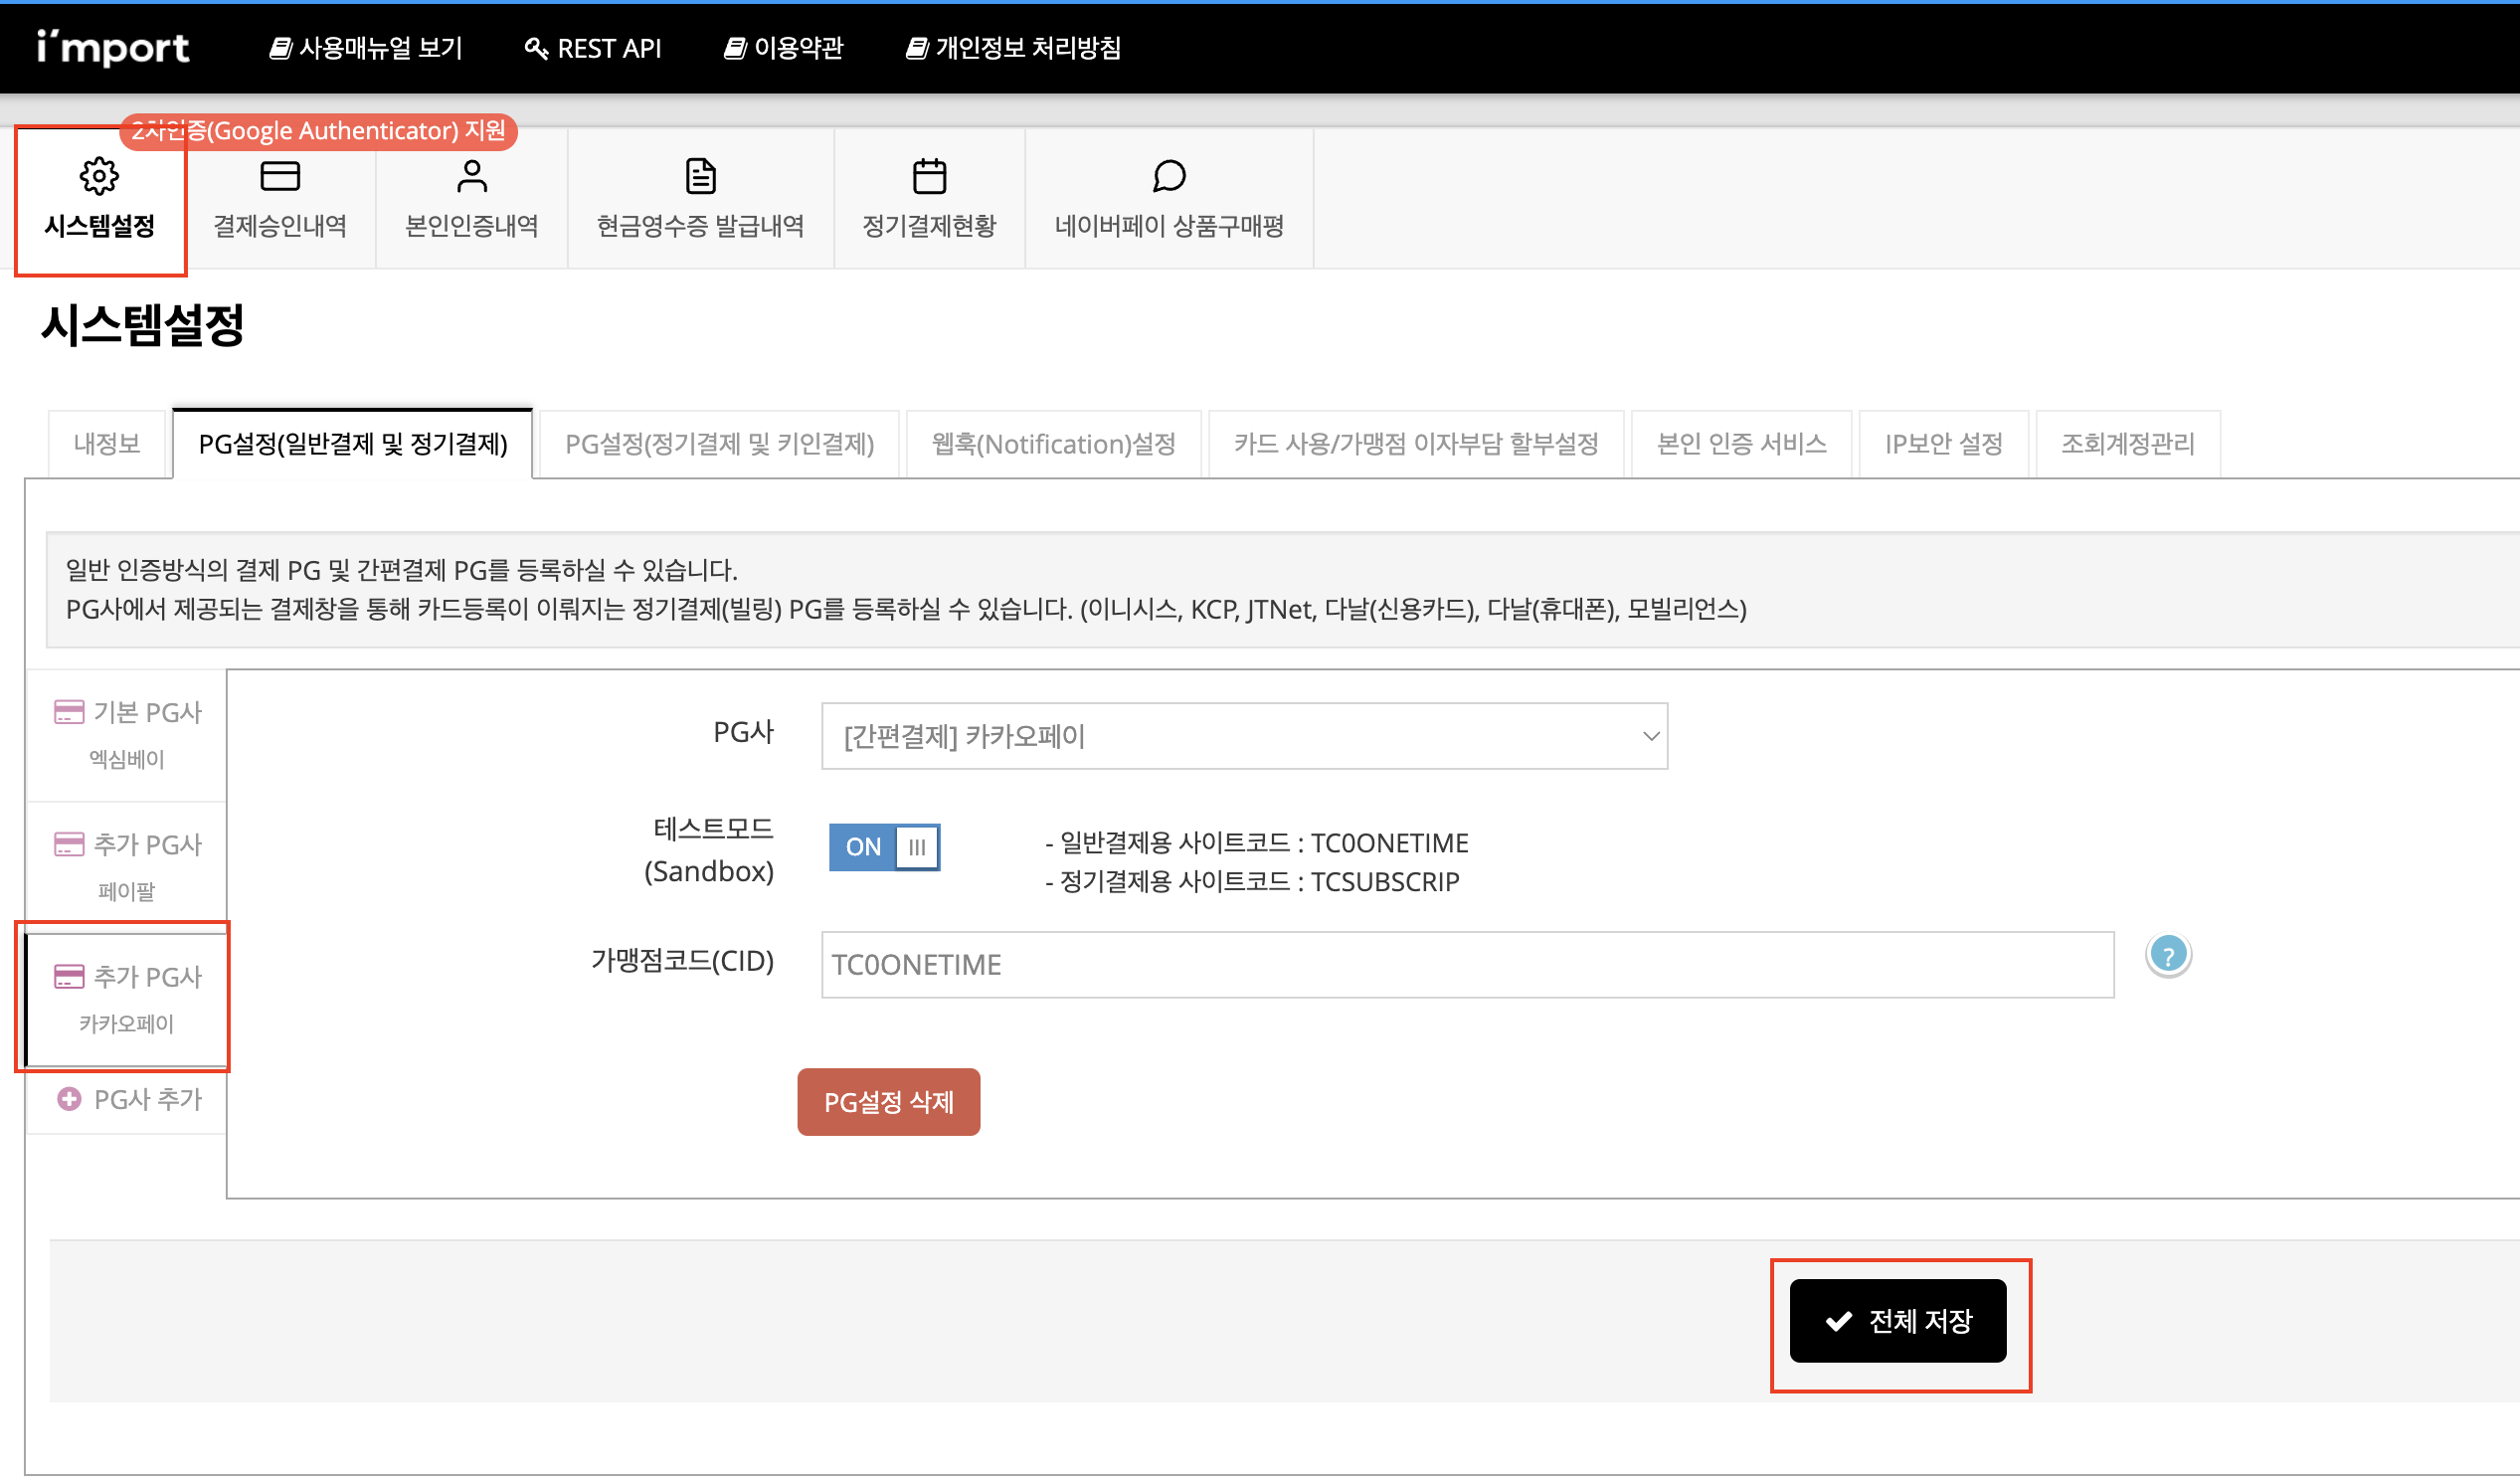 i'mport
사용매뉴얼 보기
REST API
이용약관
개인정보 처리방침
2차인증(Google Authenticator) 지원
시스템설정
결제승인내역
본인인증내역
현금영수증 발급내역
정기결제현황
네이버페이 상품구매평
시스템설정
내정보
PG설정(일반결제 및 정기결제)
PG설정(정기결제 및 키인결제)
웹훅(Notification)설정
카드 사용/가맹점 이자부담 할부설정
본인 인증 서비스
IP보안 설정
조회계정관리
일반 인증방식의 결제 PG 및 간편결제 PG를 등록하실 수 있습니다.
PG사에서 제공되는 결제창을 통해 카드등록이 이뤄지는 정기결제(빌링) PG를 등록하실 수 있습니다. (이니시스, KCP, JTNet, 다날(신용카드), 다날(휴대폰), 모빌리언스)
기본 PG사
엑심베이
추가 PG사
페이팔
추가 PG사
카카오페이
PG사 추가
PG사
[간편결제] 카카오페이
테스트모드
(Sandbox)
ON
- 일반결제용 사이트코드 : TC0ONETIME
- 정기결제용 사이트코드 : TCSUBSCRIP
가맹점코드(CID)
TC0ONETIME
?
PG설정 삭제
전체 저장